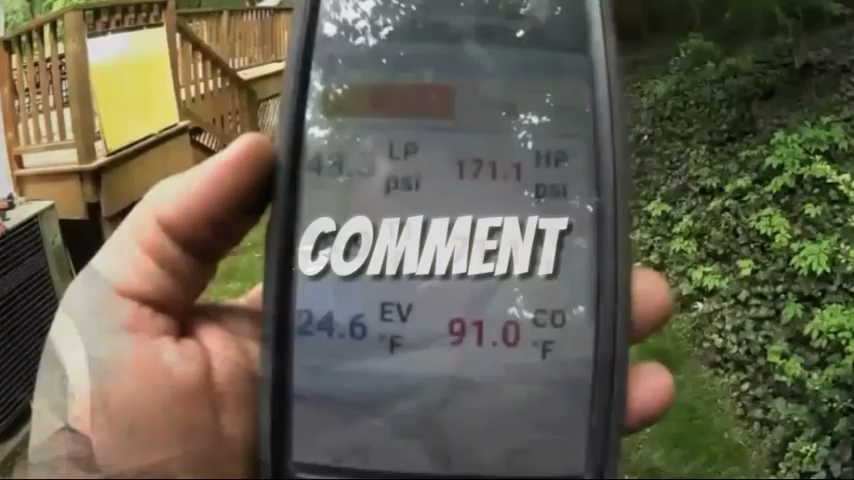 LP 171.1 HP
psi psi
COMMENT
24.6 EV 91.0 CO
°F °F